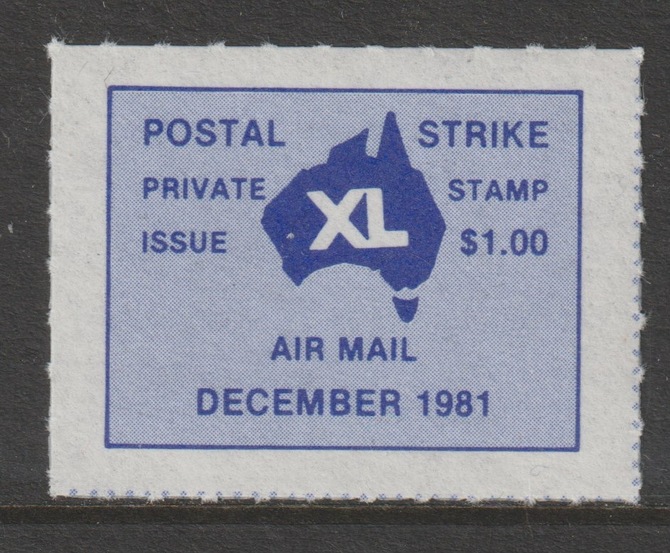 POSTAL STRIKE
PRIVATE STAMP
XL
ISSUE $1.00
AIR MAIL
DECEMBER 1981